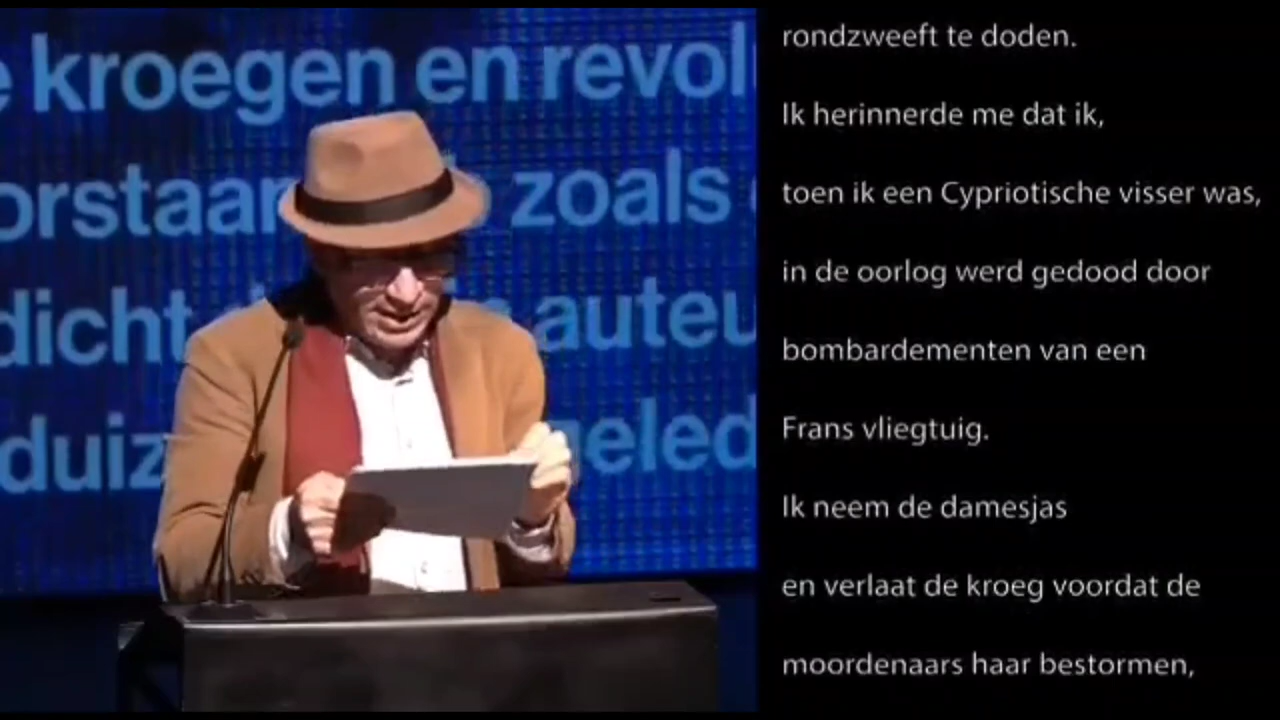 kroegen en revol
orstaan zoals
dicht auteu
duiz geled
rondzweeft te doden.
Ik herinnerde me dat ik,
toen ik een Cypriotische visser was,
in de oorlog werd gedood door
bombardementen van een
Frans vliegtuig.
Ik neem de damesjas
en verlaat de kroeg voordat de
moordenaars haar bestormen,